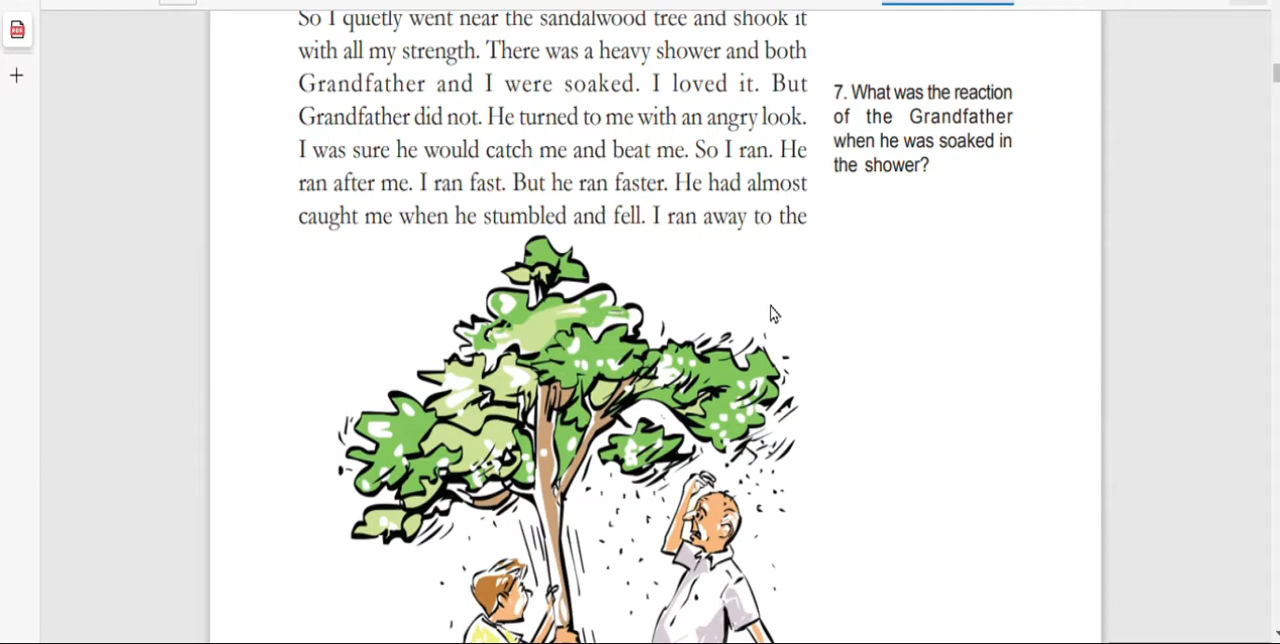 So I quietly went near the sandalwood tree and shook it
with all my strength. There was a heavy shower and both
Grandfather and I were soaked. I loved it. But
Grandfather did not. He turned to me with an angry look.
I was sure he would catch me and beat me. So I ran. He
ran after me. I ran fast. But he ran faster. He had almost
caught me when he stumbled and fell. I ran away to the
7. What was the reaction
of the Grandfather
when he was soaked in
the shower?